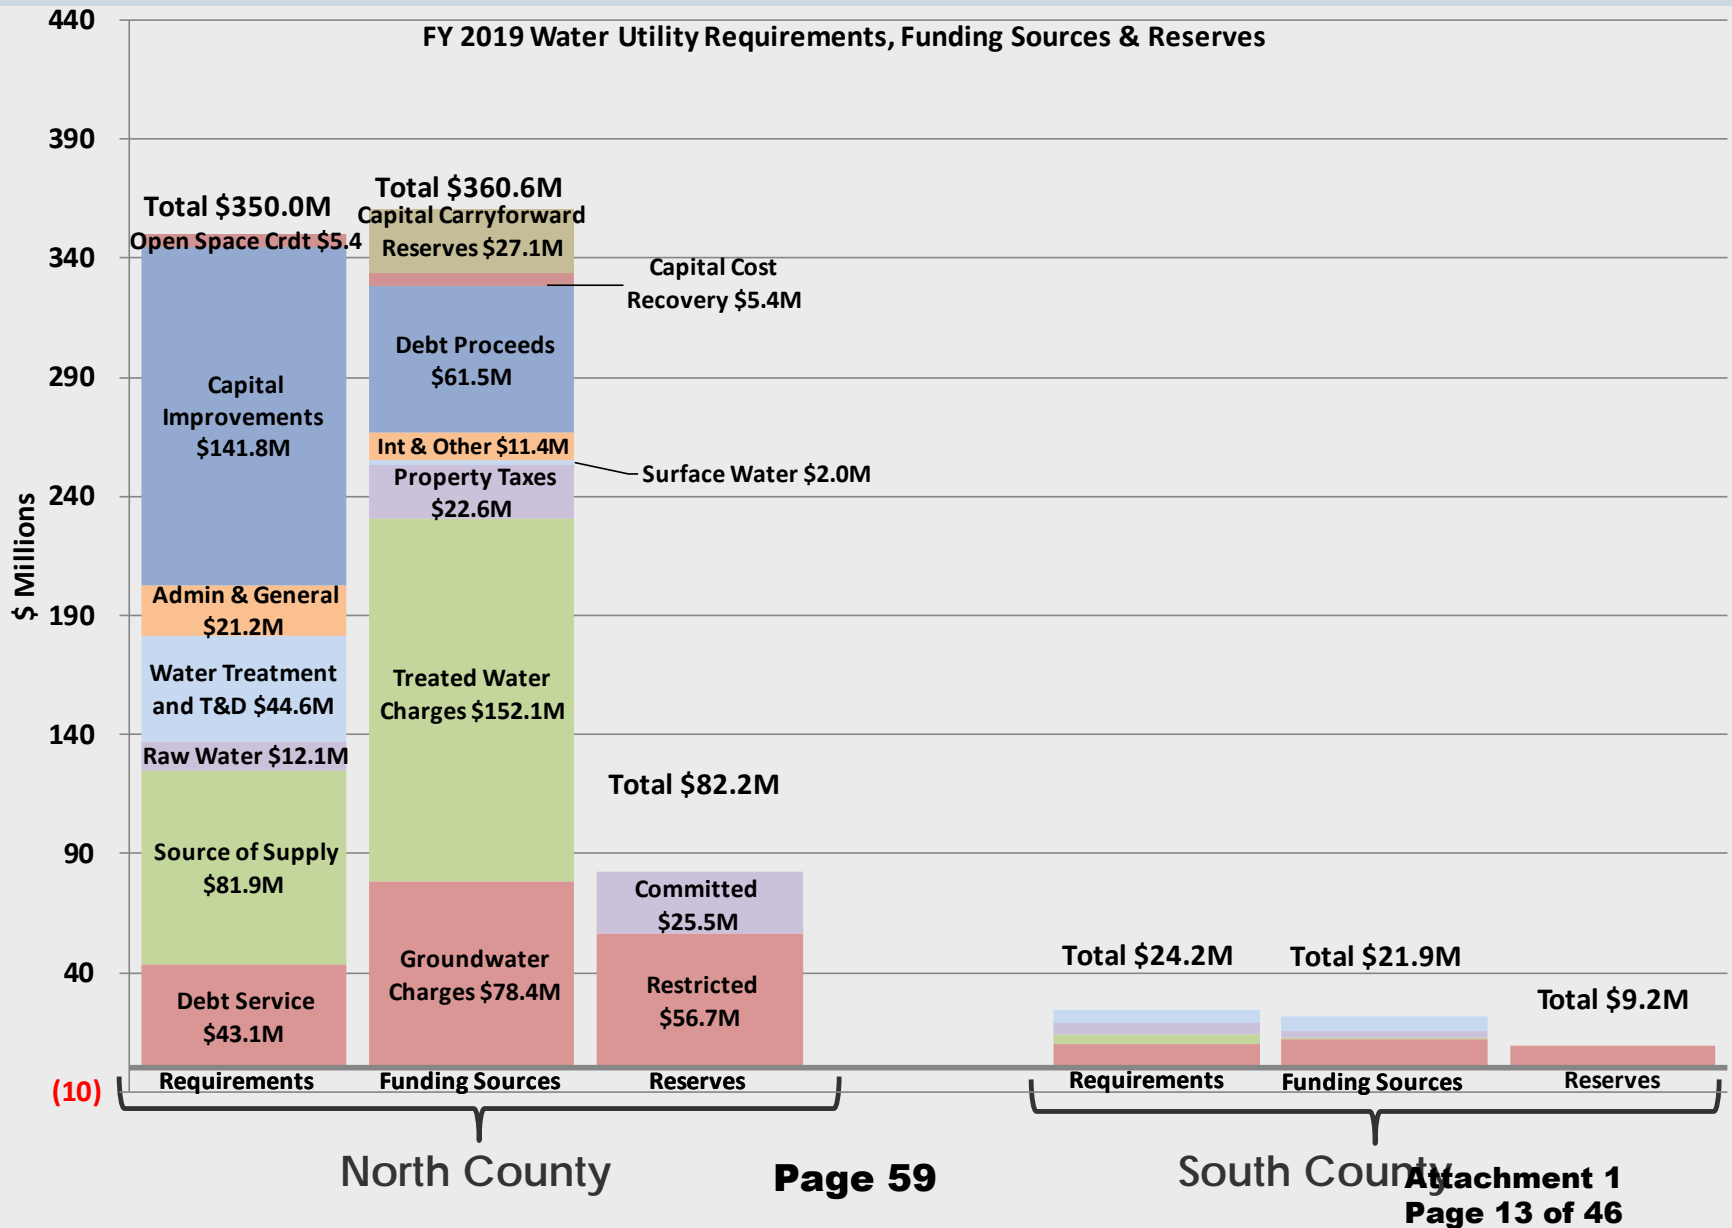 FY 2019 Water Utility Requirements, Funding Sources & Reserves
$ Millions
440
390
340
290
240
190
140
90
40
(10)
Total $350.0M
Open Space Crdt $5.4
Capital
Improvements
$141.8M
Admin & General
$21.2M
Water Treatment
and T&D $44.6M
Raw Water $12.1M
Source of Supply
$81.9M
Debt Service
$43.1M
Requirements
Total $360.6M
Capital Carryforward
Reserves $27.1M
Capital Cost
Recovery $5.4M
Debt Proceeds
$61.5M
Int & Other $11.4M
Surface Water $2.0M
Property Taxes
$22.6M
Treated Water
Charges $152.1M
Groundwater
Charges $78.4M
Funding Sources
Total $82.2M
Committed
$25.5M
Restricted
$56.7M
Reserves
Total $24.2M
Requirements
Total $21.9M
Funding Sources
Total $9.2M
Reserves
North County
South County
Page 59
Attachment 1
Page 13 of 46